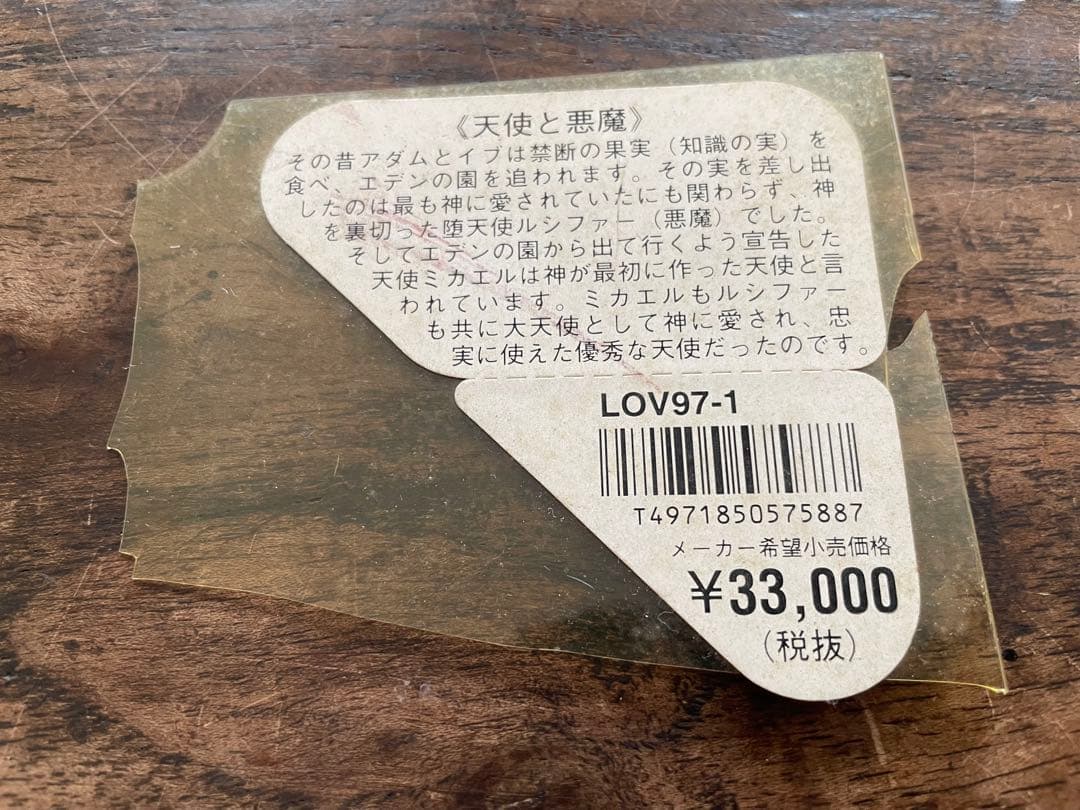 《天使と悪魔》
その昔アダムとイブは禁断の果実(知識の実)を
食べ、エデンの園を追われます。その実を差し出
したのは最も神に愛されていたにも関わらず、神
を裏切った堕天使ルシファー(悪魔)でした。
そしてエデンの園から出て行くよう宣告した
天使ミカエルは神が最初に作った天使と言
われています。ミカエルもルシファー
も共に大天使として神に愛され、忠
実に使えた優秀な天使だったのです。
LOV97-1
T4971850575887
メーカー希望小売価格
¥33,000
(税抜)